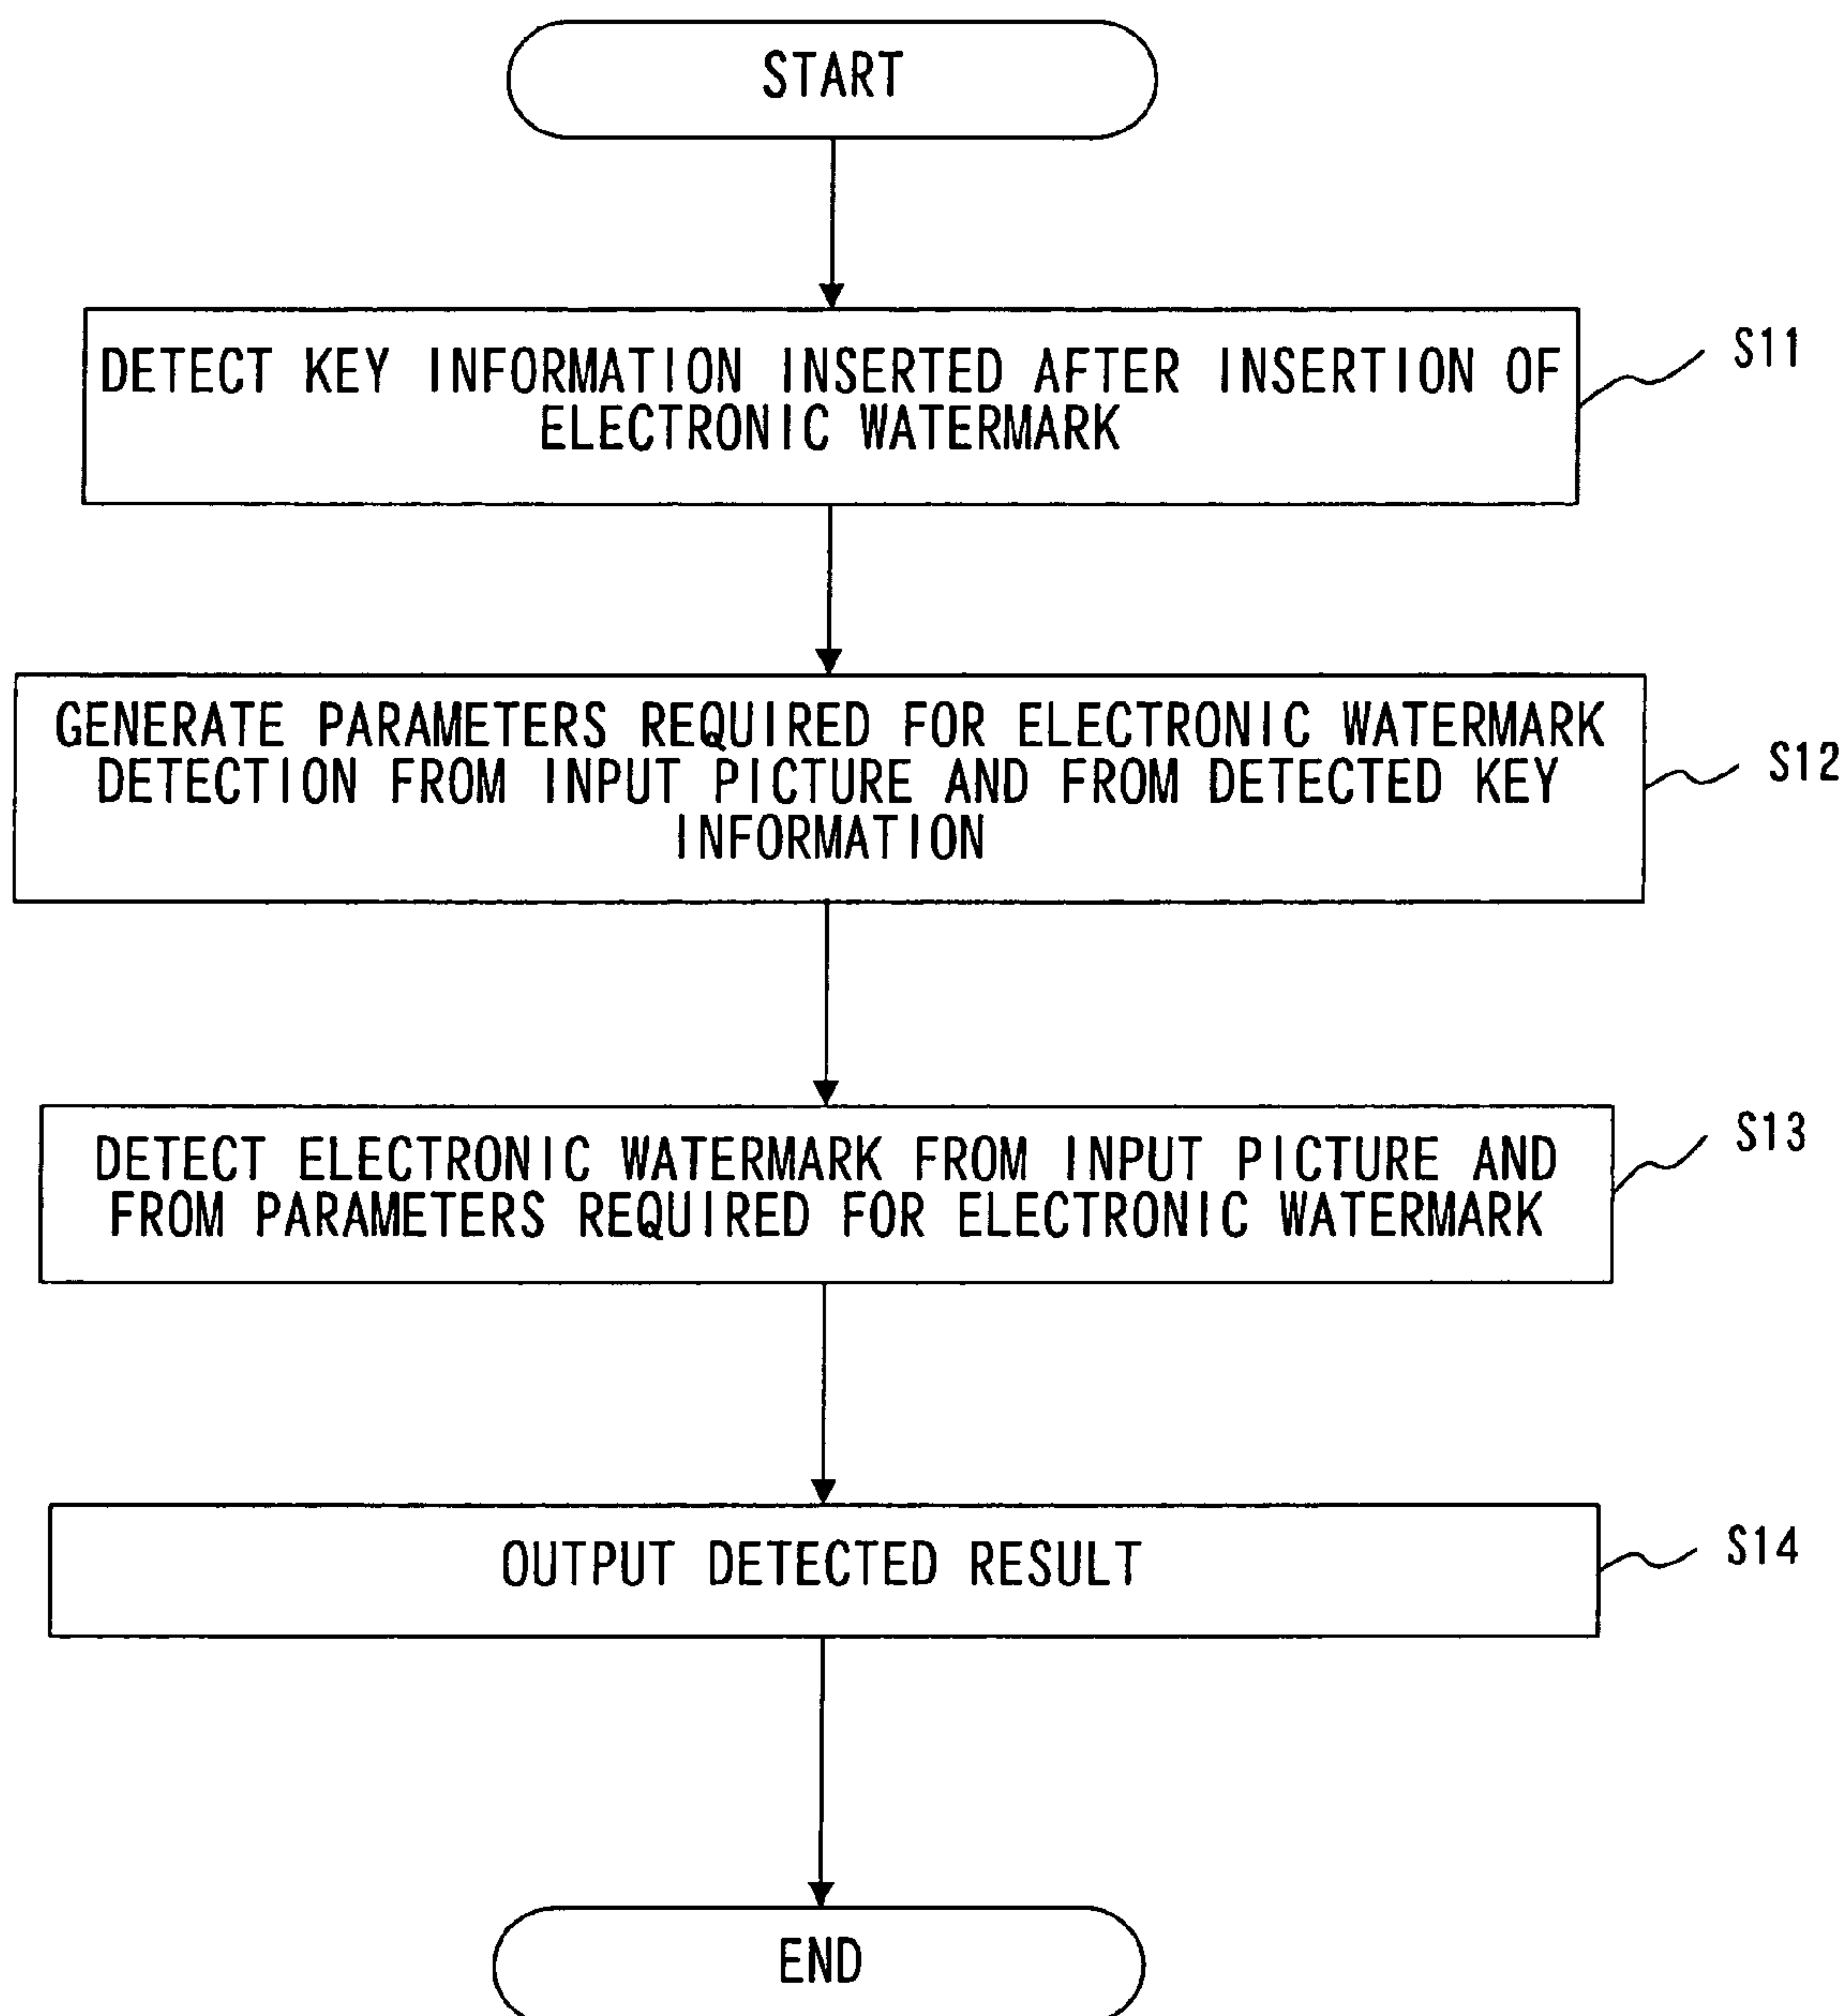 START
DETECT KEY INFORMATION INSERTED AFTER INSERTION OF
ELECTRONIC WATERMARK
S11
GENERATE PARAMETERS REQUIRED FOR ELECTRONIC WATERMARK
DETECTION FROM INPUT PICTURE AND FROM DETECTED KEY
INFORMATION
S12
DETECT ELECTRONIC WATERMARK FROM INPUT PICTURE AND
FROM PARAMETERS REQUIRED FOR ELECTRONIC WATERMARK
S13
OUTPUT DETECTED RESULT
S14
END